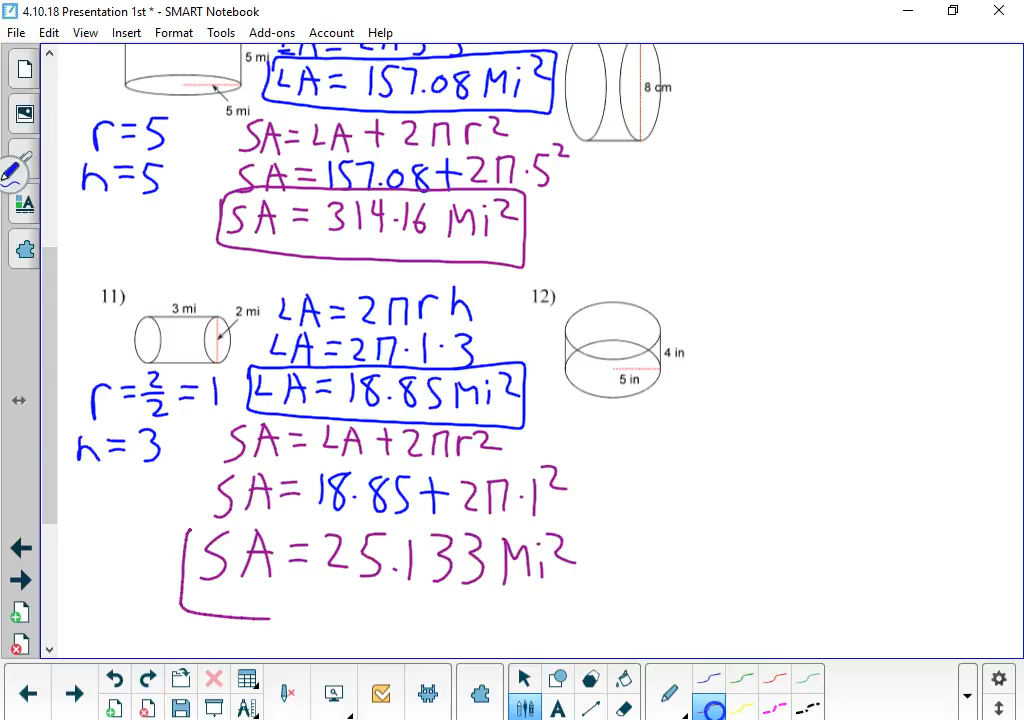 4.10.18 Presentation 1st * - SMART Notebook
File Edit View Insert Format Tools Add-ons Account Help
5 mi
5 mi
LA = 157.08 Mi²
8 cm
r = 5
h = 5
SA = LA + 2πr²
SA = 157.08 + 2π·5²
SA = 314.16 Mi²
11)
3 mi
2 mi
r = 2/2 = 1
h = 3
LA = 2πrh
LA = 2π·1·3
LA = 18.85 Mi²
SA = LA + 2πr²
SA = 18.85 + 2π·1²
SA = 25.133 Mi²
12)
4 in
5 in